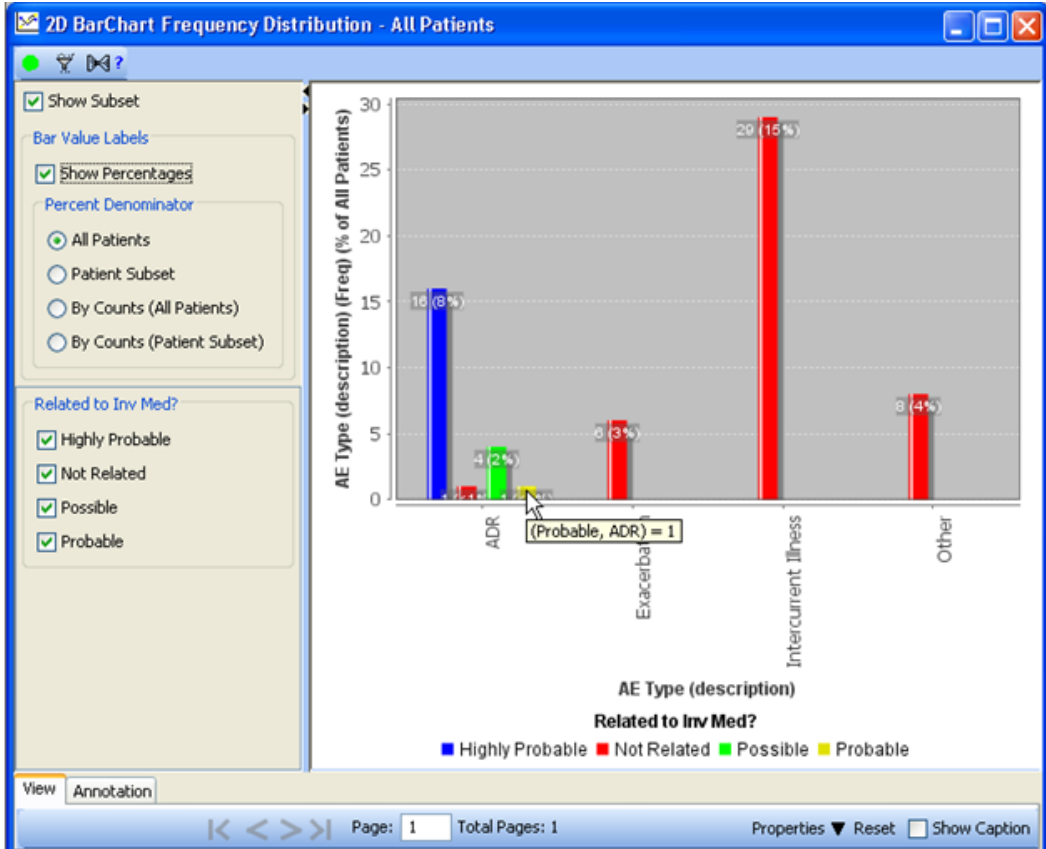 2D BarChart Frequency Distribution - All Patients
?
Show Subset
Bar Value Labels
Show Percentages
Percent Denominator
All Patients
Patient Subset
By Counts (All Patients)
By Counts (Patient Subset)
Related to Inv Med?
Highly Probable
Not Related
Possible
Probable
AE Type (description) (Freq) (% of All Patients)
30
25
20
15
10
5
0
16 (8%)
4 (2%)
6 (3%)
29 (15%)
8 (4%)
(Probable, ADR) = 1
ADR
Intercurrent Illness
Other
AE Type (description)
Related to Inv Med?
Highly Probable Not Related Possible Probable
View Annotation
Page: 1 Total Pages: 1 Properties ▼ Reset Show Caption